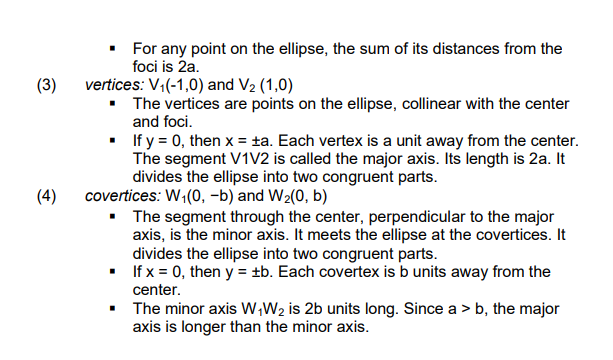 ▪ For any point on the ellipse, the sum of its distances from the
foci is 2a.
(3) vertices: V₁(-1,0) and V₂ (1,0)
▪ The vertices are points on the ellipse, collinear with the center
and foci.
▪ If y = 0, then x = ±a. Each vertex is a unit away from the center.
The segment V1V2 is called the major axis. Its length is 2a. It
divides the ellipse into two congruent parts.
(4) covertices: W₁(0, −b) and W₂(0, b)
▪ The segment through the center, perpendicular to the major
axis, is the minor axis. It meets the ellipse at the covertices. It
divides the ellipse into two congruent parts.
▪ If x = 0, then y = ±b. Each covertex is b units away from the
center.
▪ The minor axis W₁W₂ is 2b units long. Since a > b, the major
axis is longer than the minor axis.